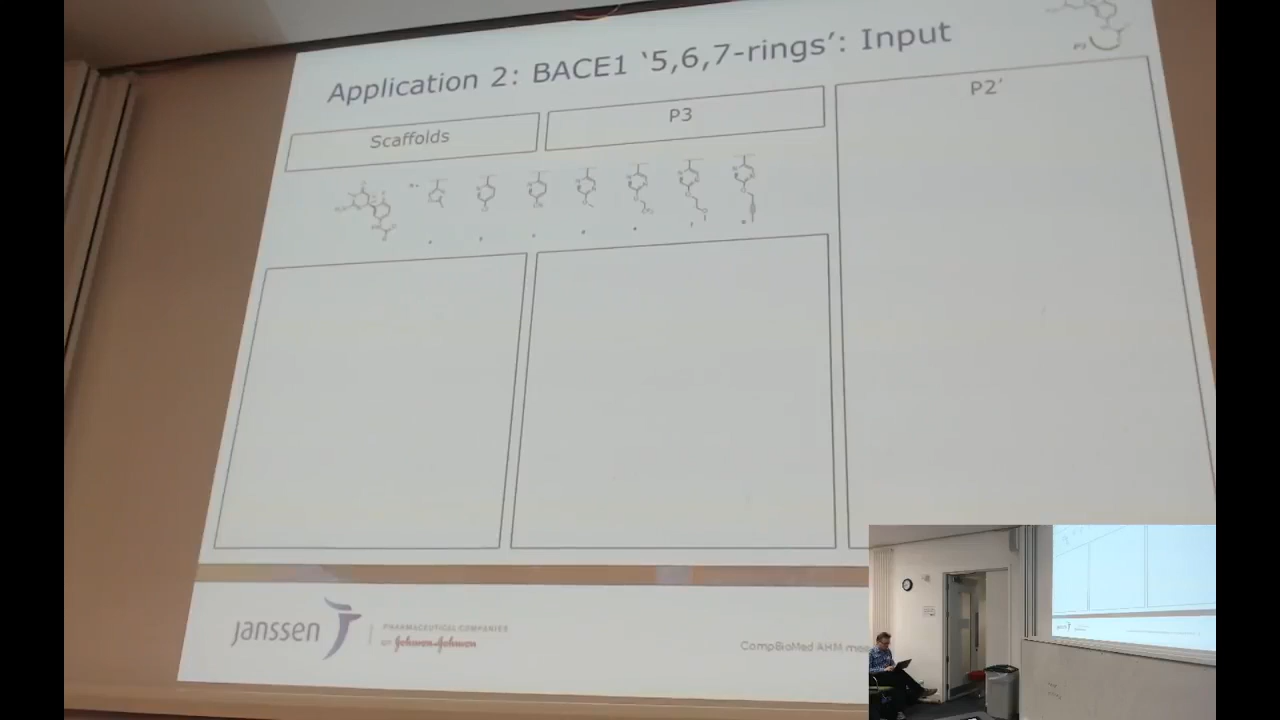 Application 2: BACE1 ‘5,6,7-rings’: Input
Scaffolds
P3
P2’
P3
Janssen
PHARMACEUTICAL COMPANIES
OF Johnson & Johnson
CompBioMed AHM